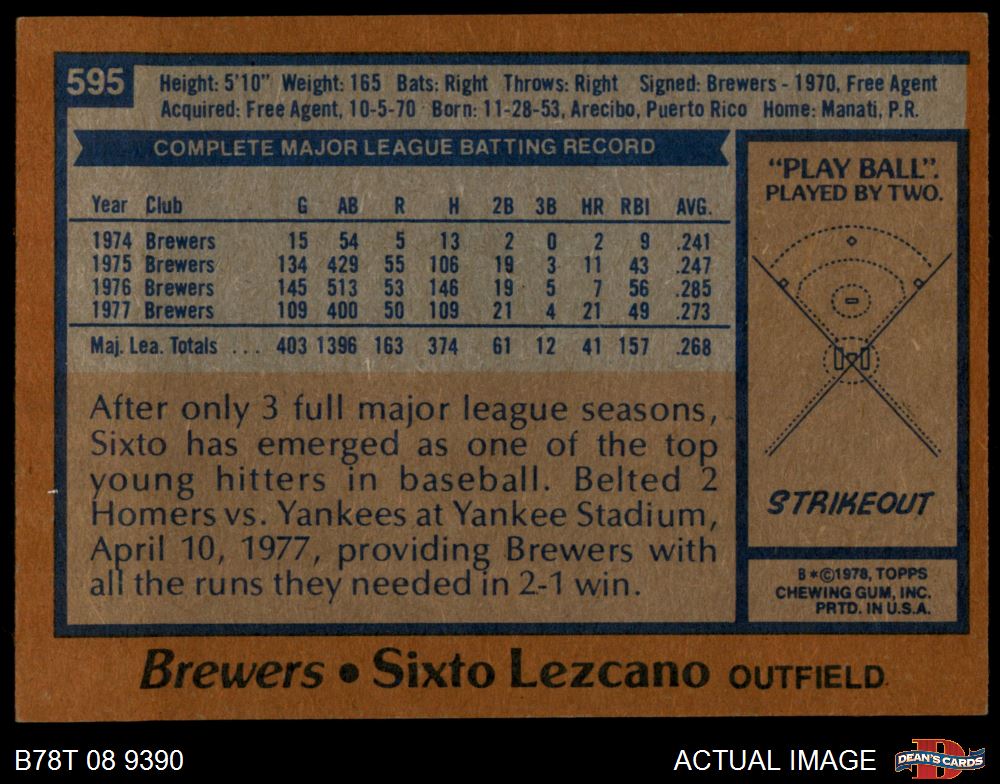 595
Height: 5'10" Weight: 165 Bats: Right Throws: Right Signed: Brewers - 1970, Free Agent
Acquired: Free Agent, 10-5-70 Born: 11-28-53, Arecibo, Puerto Rico Home: Manati, P.R.
COMPLETE MAJOR LEAGUE BATTING RECORD
Year Club G AB R H 2B 3B HR RBI AVG.
1974 Brewers 15 54 5 13 2 0 2 9 .241
1975 Brewers 134 429 55 106 19 3 11 43 .247
1976 Brewers 145 513 53 146 19 5 7 56 .285
1977 Brewers 109 400 50 109 21 4 21 49 .273
Maj. Lea. Totals ... 403 1396 163 374 61 12 41 157 .268
After only 3 full major league seasons,
Sixto has emerged as one of the top
young hitters in baseball. Belted 2
Homers vs. Yankees at Yankee Stadium,
April 10, 1977, providing Brewers with
all the runs they needed in 2-1 win.
"PLAY BALL".
PLAYED BY TWO.
STRIKEOUT
B*©1978, TOPPS
CHEWING GUM, INC.
PRTD. IN U.S.A.
Brewers • Sixto Lezcano OUTFIELD
B78T 08 9390
ACTUAL IMAGE
D
DEAN'S CARDS